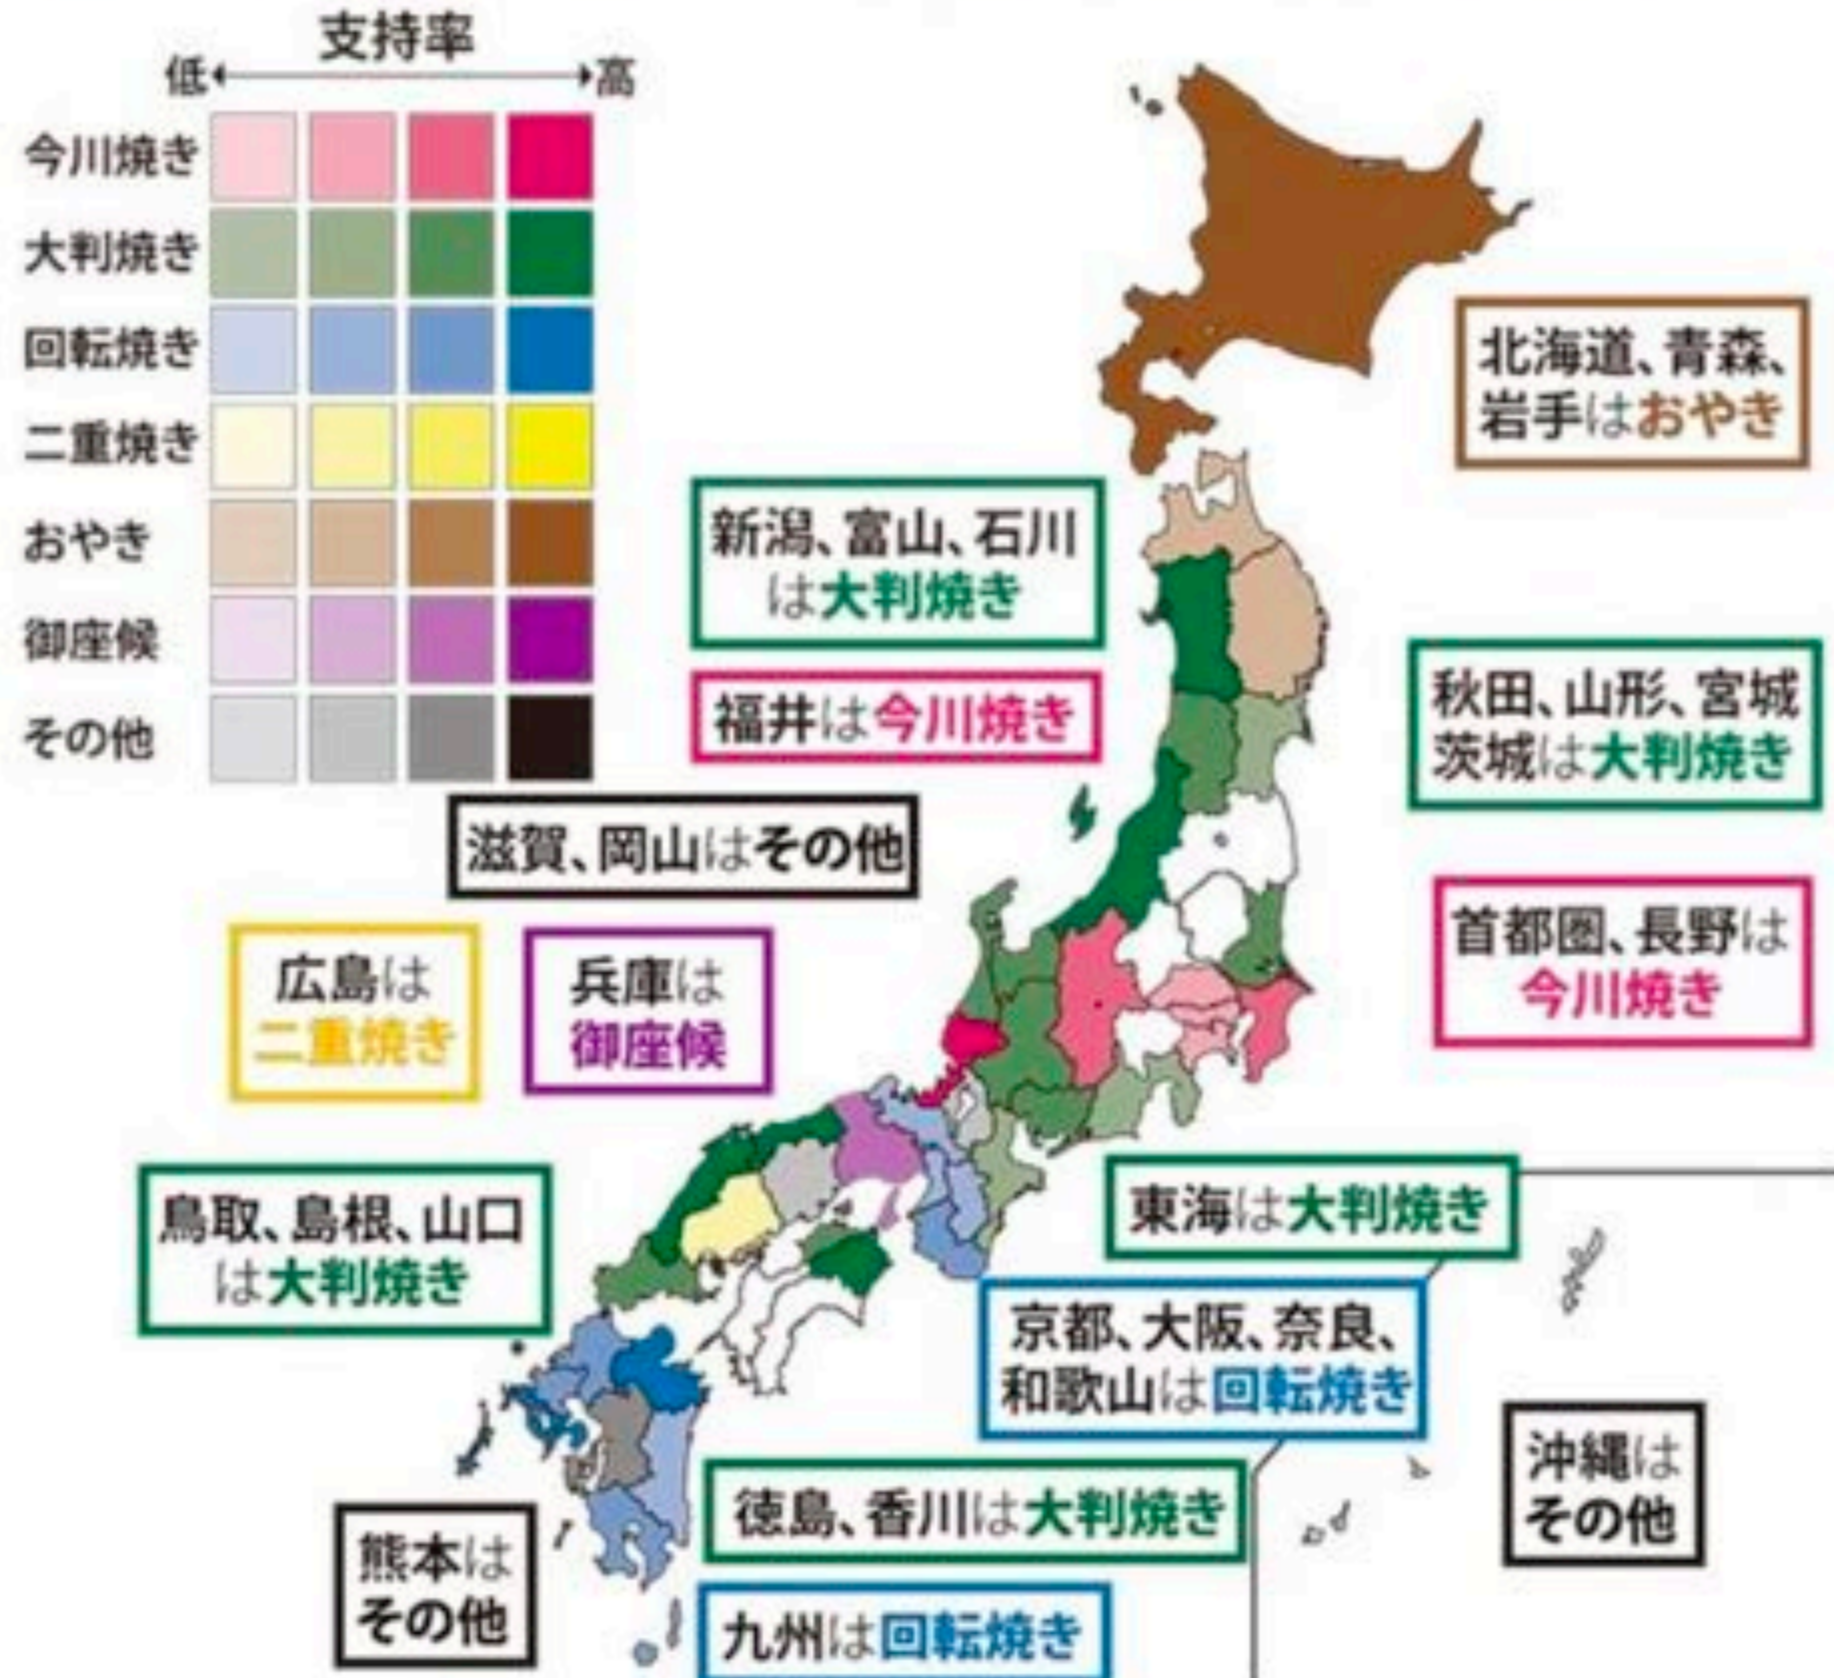 支持率
低 高
今川焼き
大判焼き
回転焼き
二重焼き
おやき
御座候
その他
北海道、青森、
岩手はおやき
新潟、富山、石川
は大判焼き
福井は今川焼き
秋田、山形、宮城
茨城は大判焼き
滋賀、岡山はその他
首都圏、長野は
今川焼き
広島は
二重焼き
兵庫は
御座候
鳥取、島根、山口
は大判焼き
東海は大判焼き
京都、大阪、奈良、
和歌山は回転焼き
沖縄は
その他
徳島、香川は大判焼き
熊本は
その他
九州は回転焼き